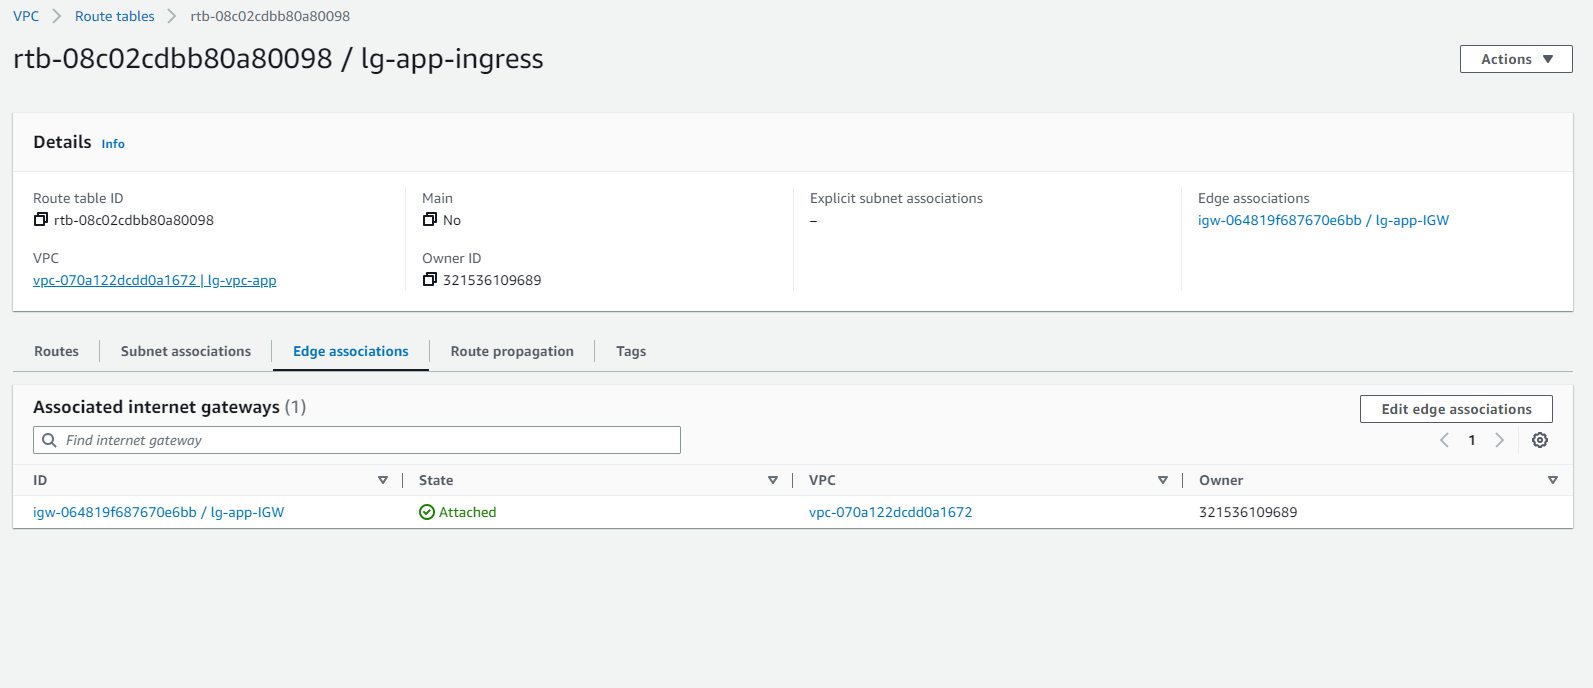 VPC > Route tables > rtb-08c02cdbb80a80098
rtb-08c02cdbb80a80098 / lg-app-ingress
Actions
Details Info
Route table ID
rtb-08c02cdbb80a80098
Main
No
Explicit subnet associations
–
Edge associations
igw-064819f687670e6bb / lg-app-IGW
VPC
vpc-070a122dcdd0a1672 | lg-vpc-app
Owner ID
321536109689
Routes Subnet associations Edge associations Route propagation Tags
Associated internet gateways (1)
Edit edge associations
Find internet gateway
1
ID State VPC Owner
igw-064819f687670e6bb / lg-app-IGW Attached vpc-070a122dcdd0a1672 321536109689